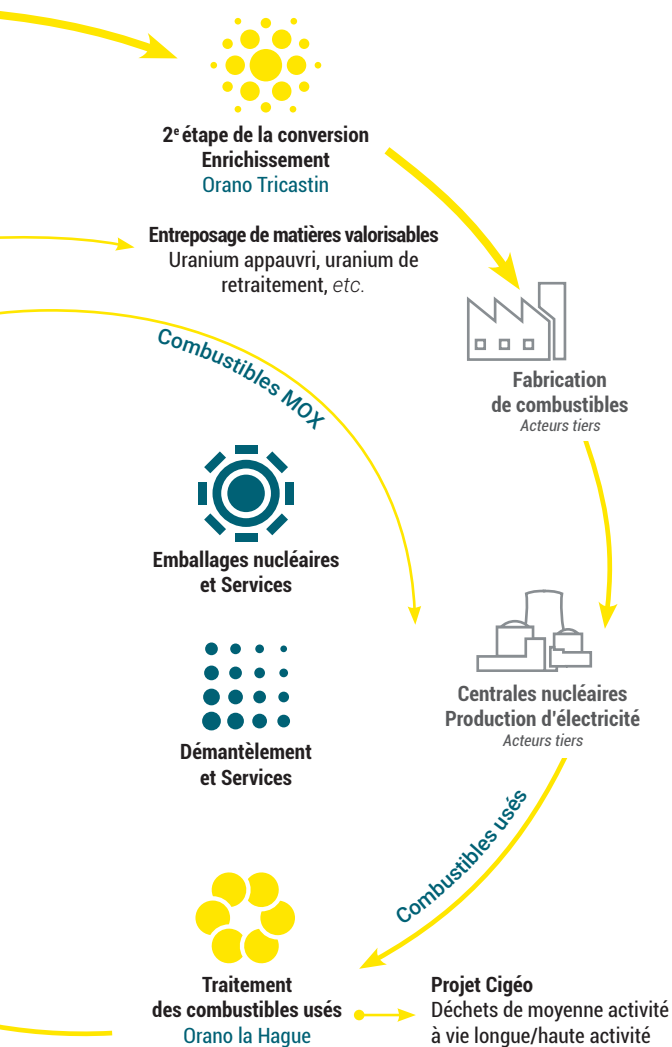 2e étape de la conversion
Enrichissement
Orano Tricastin
Entreposage de matières valorisables
Uranium appauvri, uranium de
retraitement, etc.
Combustibles MOX
Fabrication
de combustibles
Acteurs tiers
Emballages nucléaires
et Services
Centrales nucléaires
Production d'électricité
Acteurs tiers
Démantèlement
et Services
Combustibles usés
Traitement
des combustibles usés
Orano la Hague
Projet Cigéo
Déchets de moyenne activité
à vie longue/haute activité